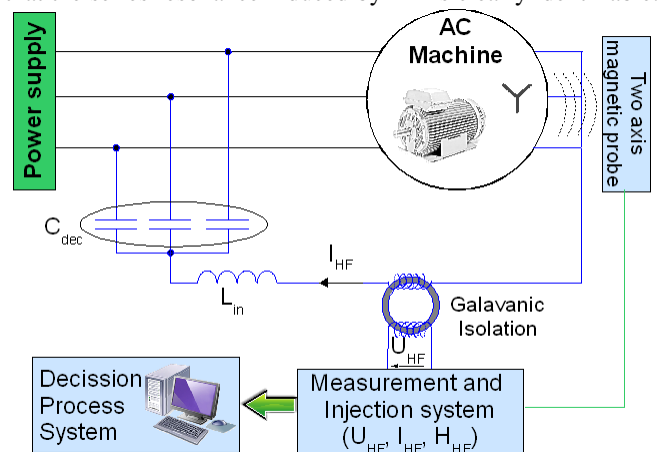 AC
Machine
Power supply
Two axis
magnetic probe
C dec
I HF
L in
Galavanic
Isolation
U HF
Decission
Process
System
Measurement and
Injection system
(U HF, I HF, H HF)